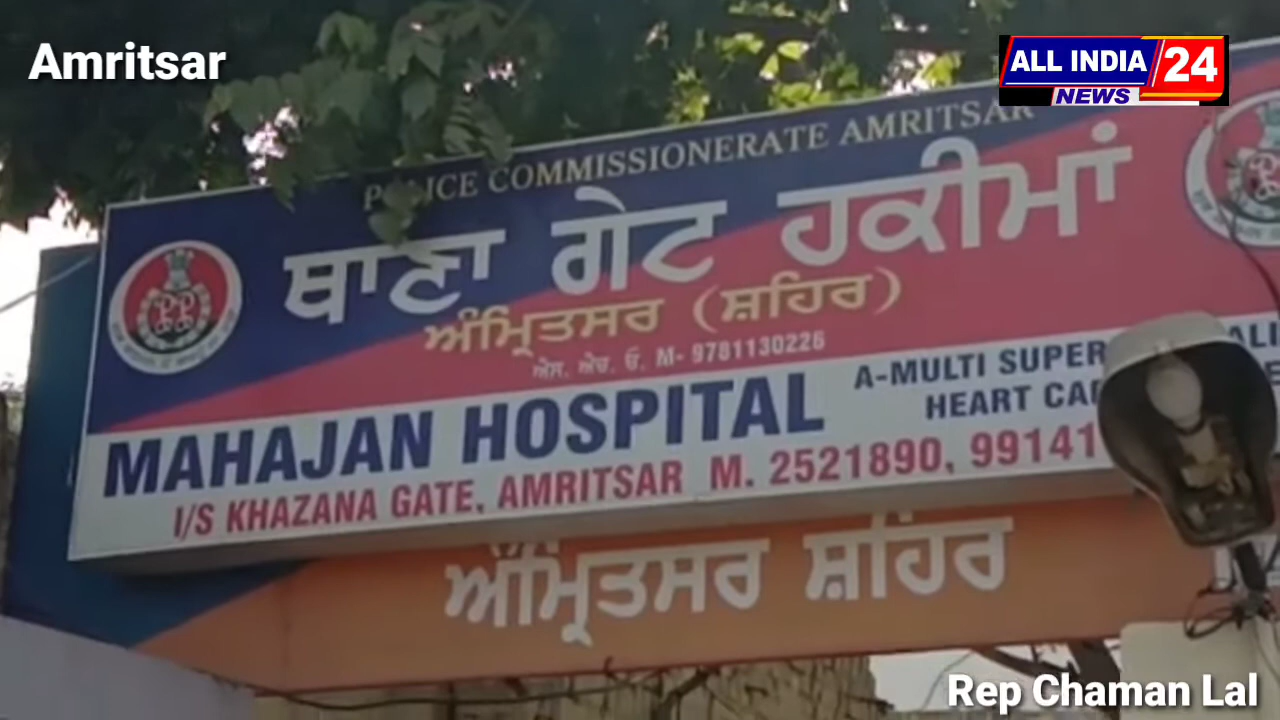 Amritsar
ALL INDIA 24
NEWS
POLICE COMMISSIONERATE AMRITSAR
ਥਾਣਾ ਗੇਟ ਹਕੀਮਾਂ
ਅੰਮ੍ਰਿਤਸਰ (ਸ਼ਹਿਰ)
ਐਸ. ਐਚ. ਓ. M- 9781130226
MAHAJAN HOSPITAL
A-MULTI SUPER
HEART
I/S KHAZANA GATE, AMRITSAR M. 2521890, 99141
ਅੰਮ੍ਰਿਤਸਰ ਸ਼ਹਿਰ
Rep Chaman Lal